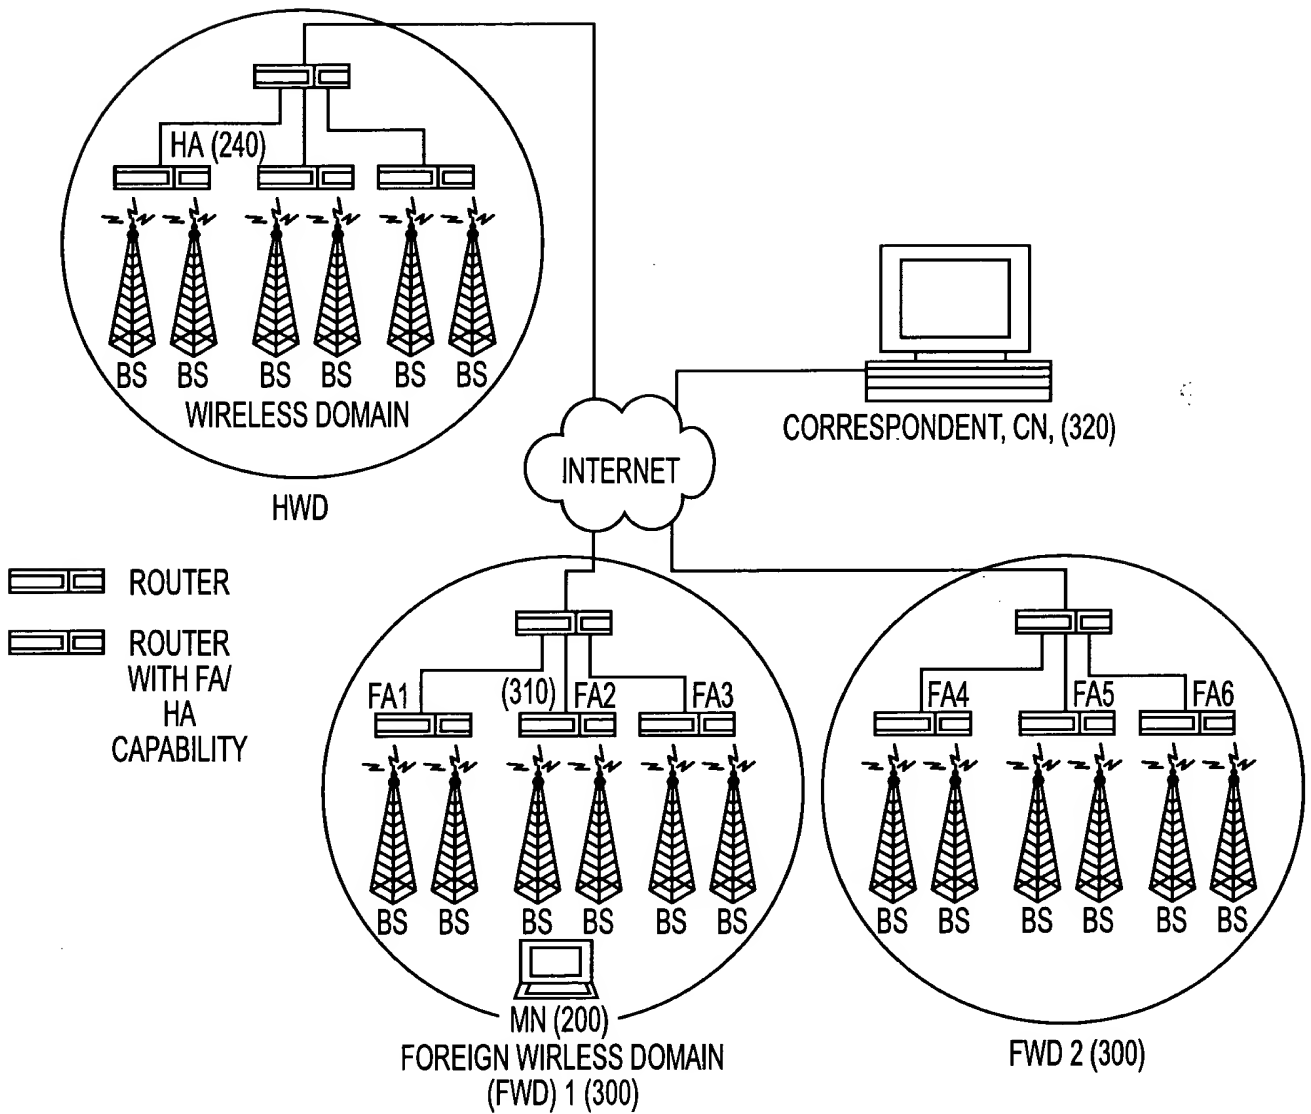 HA (240)
BS BS BS BS BS BS
WIRELESS DOMAIN
HWD
CORRESPONDENT, CN, (320)
INTERNET
ROUTER
ROUTER
WITH FA/
HA
CAPABILITY
FA1 (310) FA2 FA3
BS BS BS BS BS BS
MN (200)
FOREIGN WIRLESS DOMAIN
(FWD) 1 (300)
FA4 FA5 FA6
BS BS BS BS BS BS
FWD 2 (300)